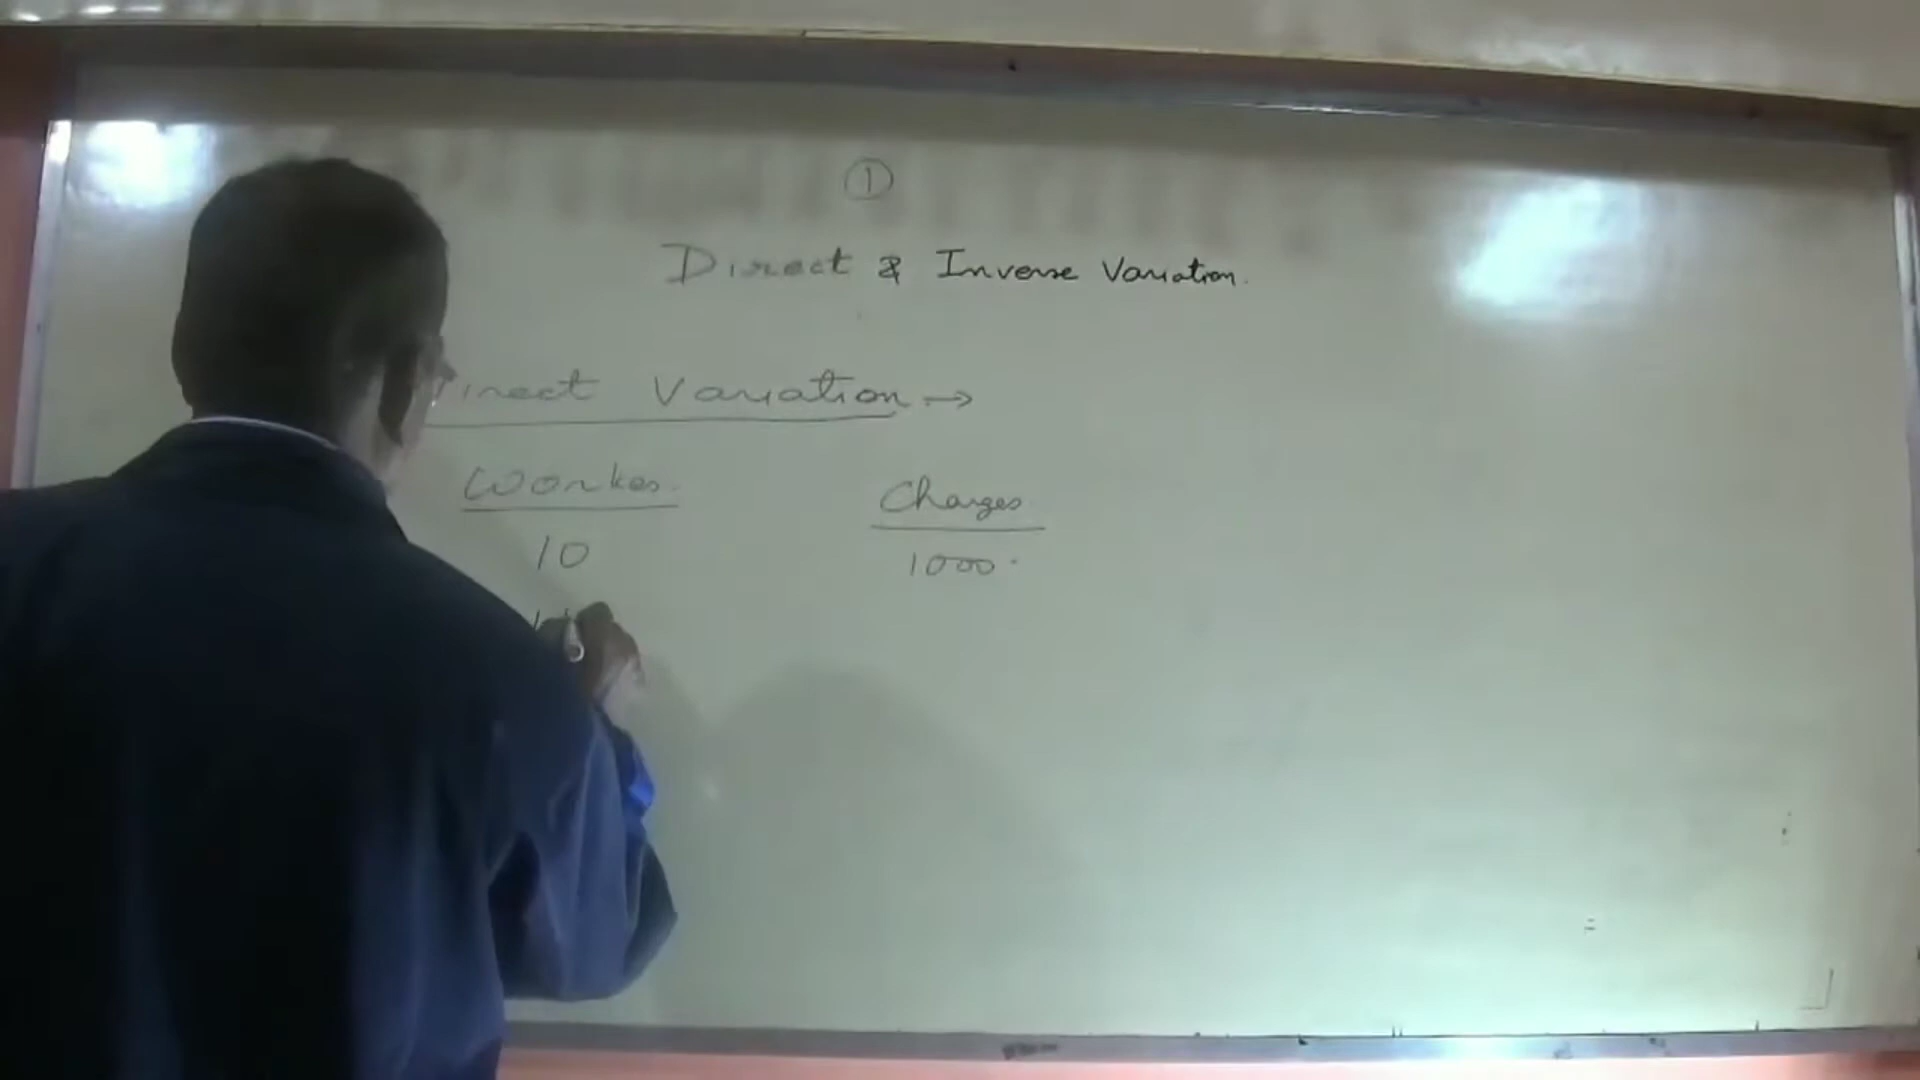 ①
Direct & Inverse Variation.
Direct Variation →
Workes. Charges
10 1000.